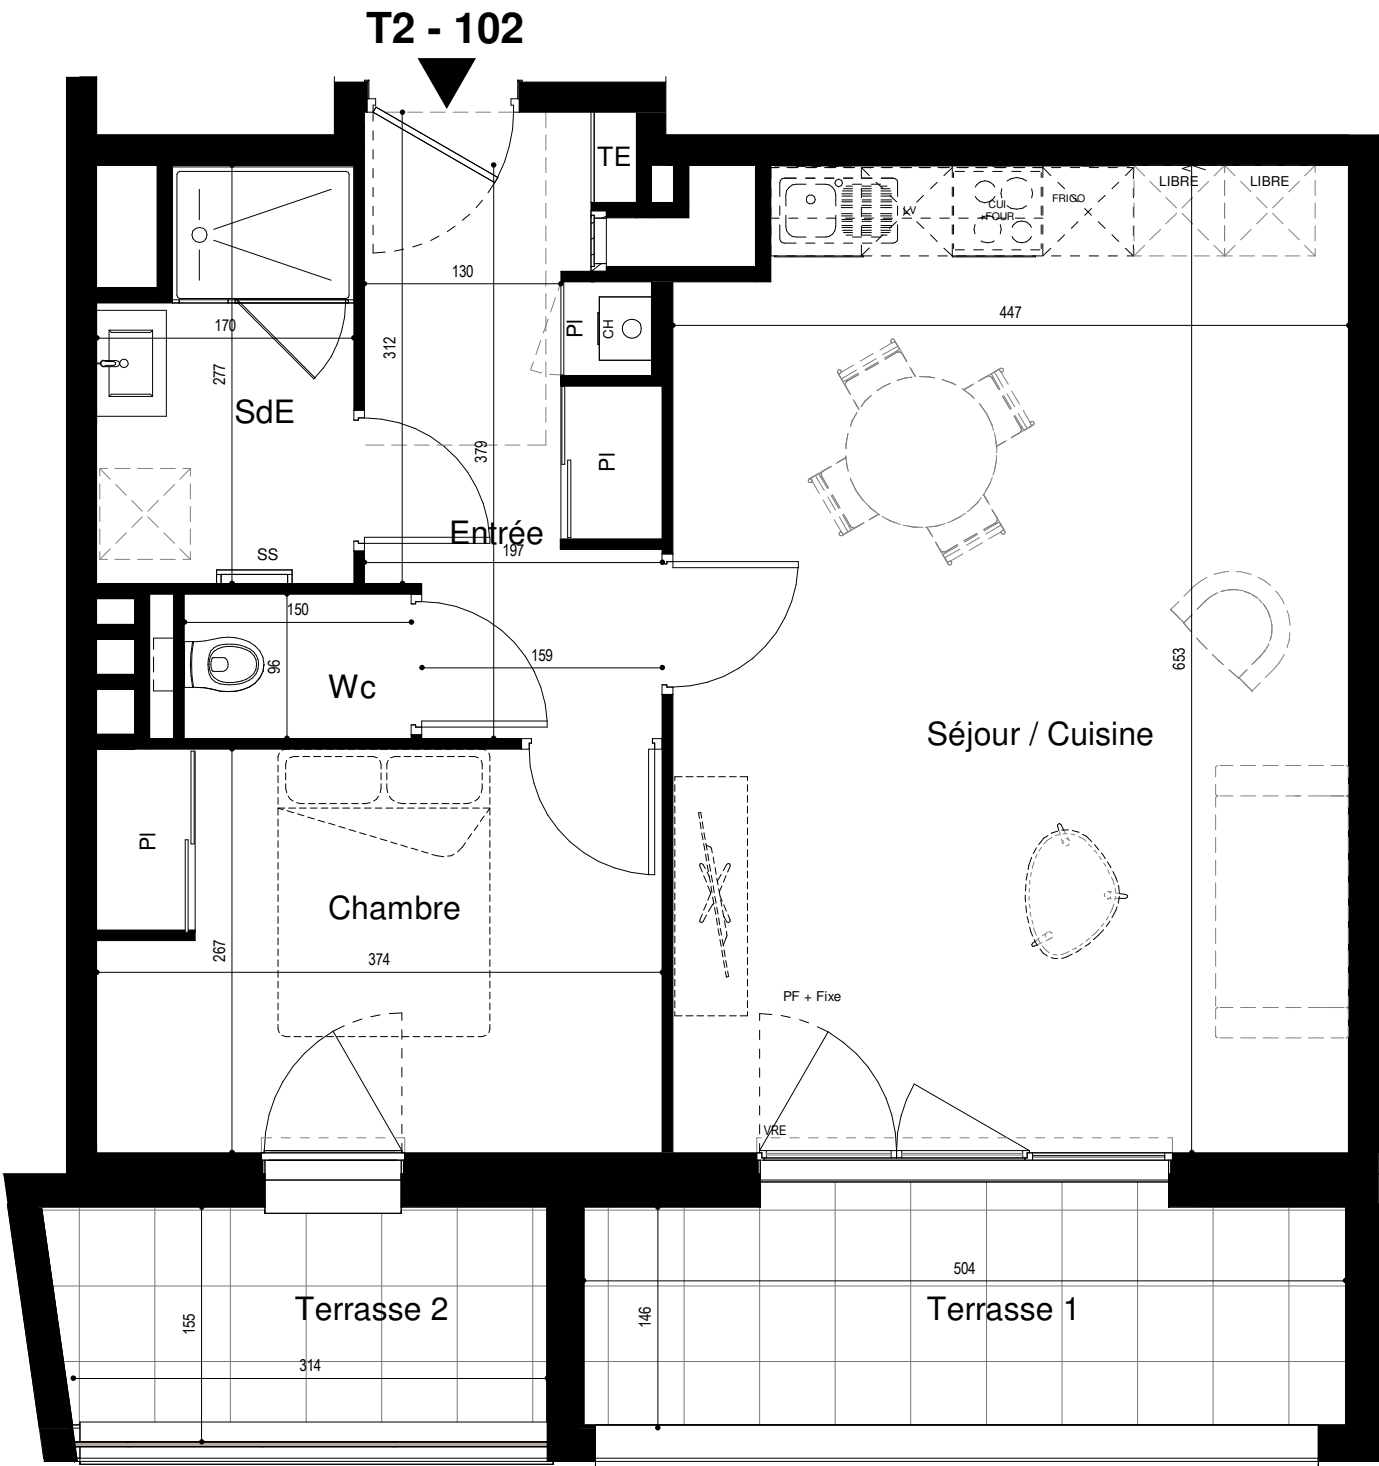 T2 - 102
TE
LIBRE
LIBRE
FRIGO
LV
CUI
+FOUR
130
447
170
PI
CH
312
277
SdE
379
PI
Entrée
197
SS
150
96
159
Wc
653
Séjour / Cuisine
PI
Chambre
267
374
PF + Fixe
VRE
504
155
Terrasse 2
146
Terrasse 1
314